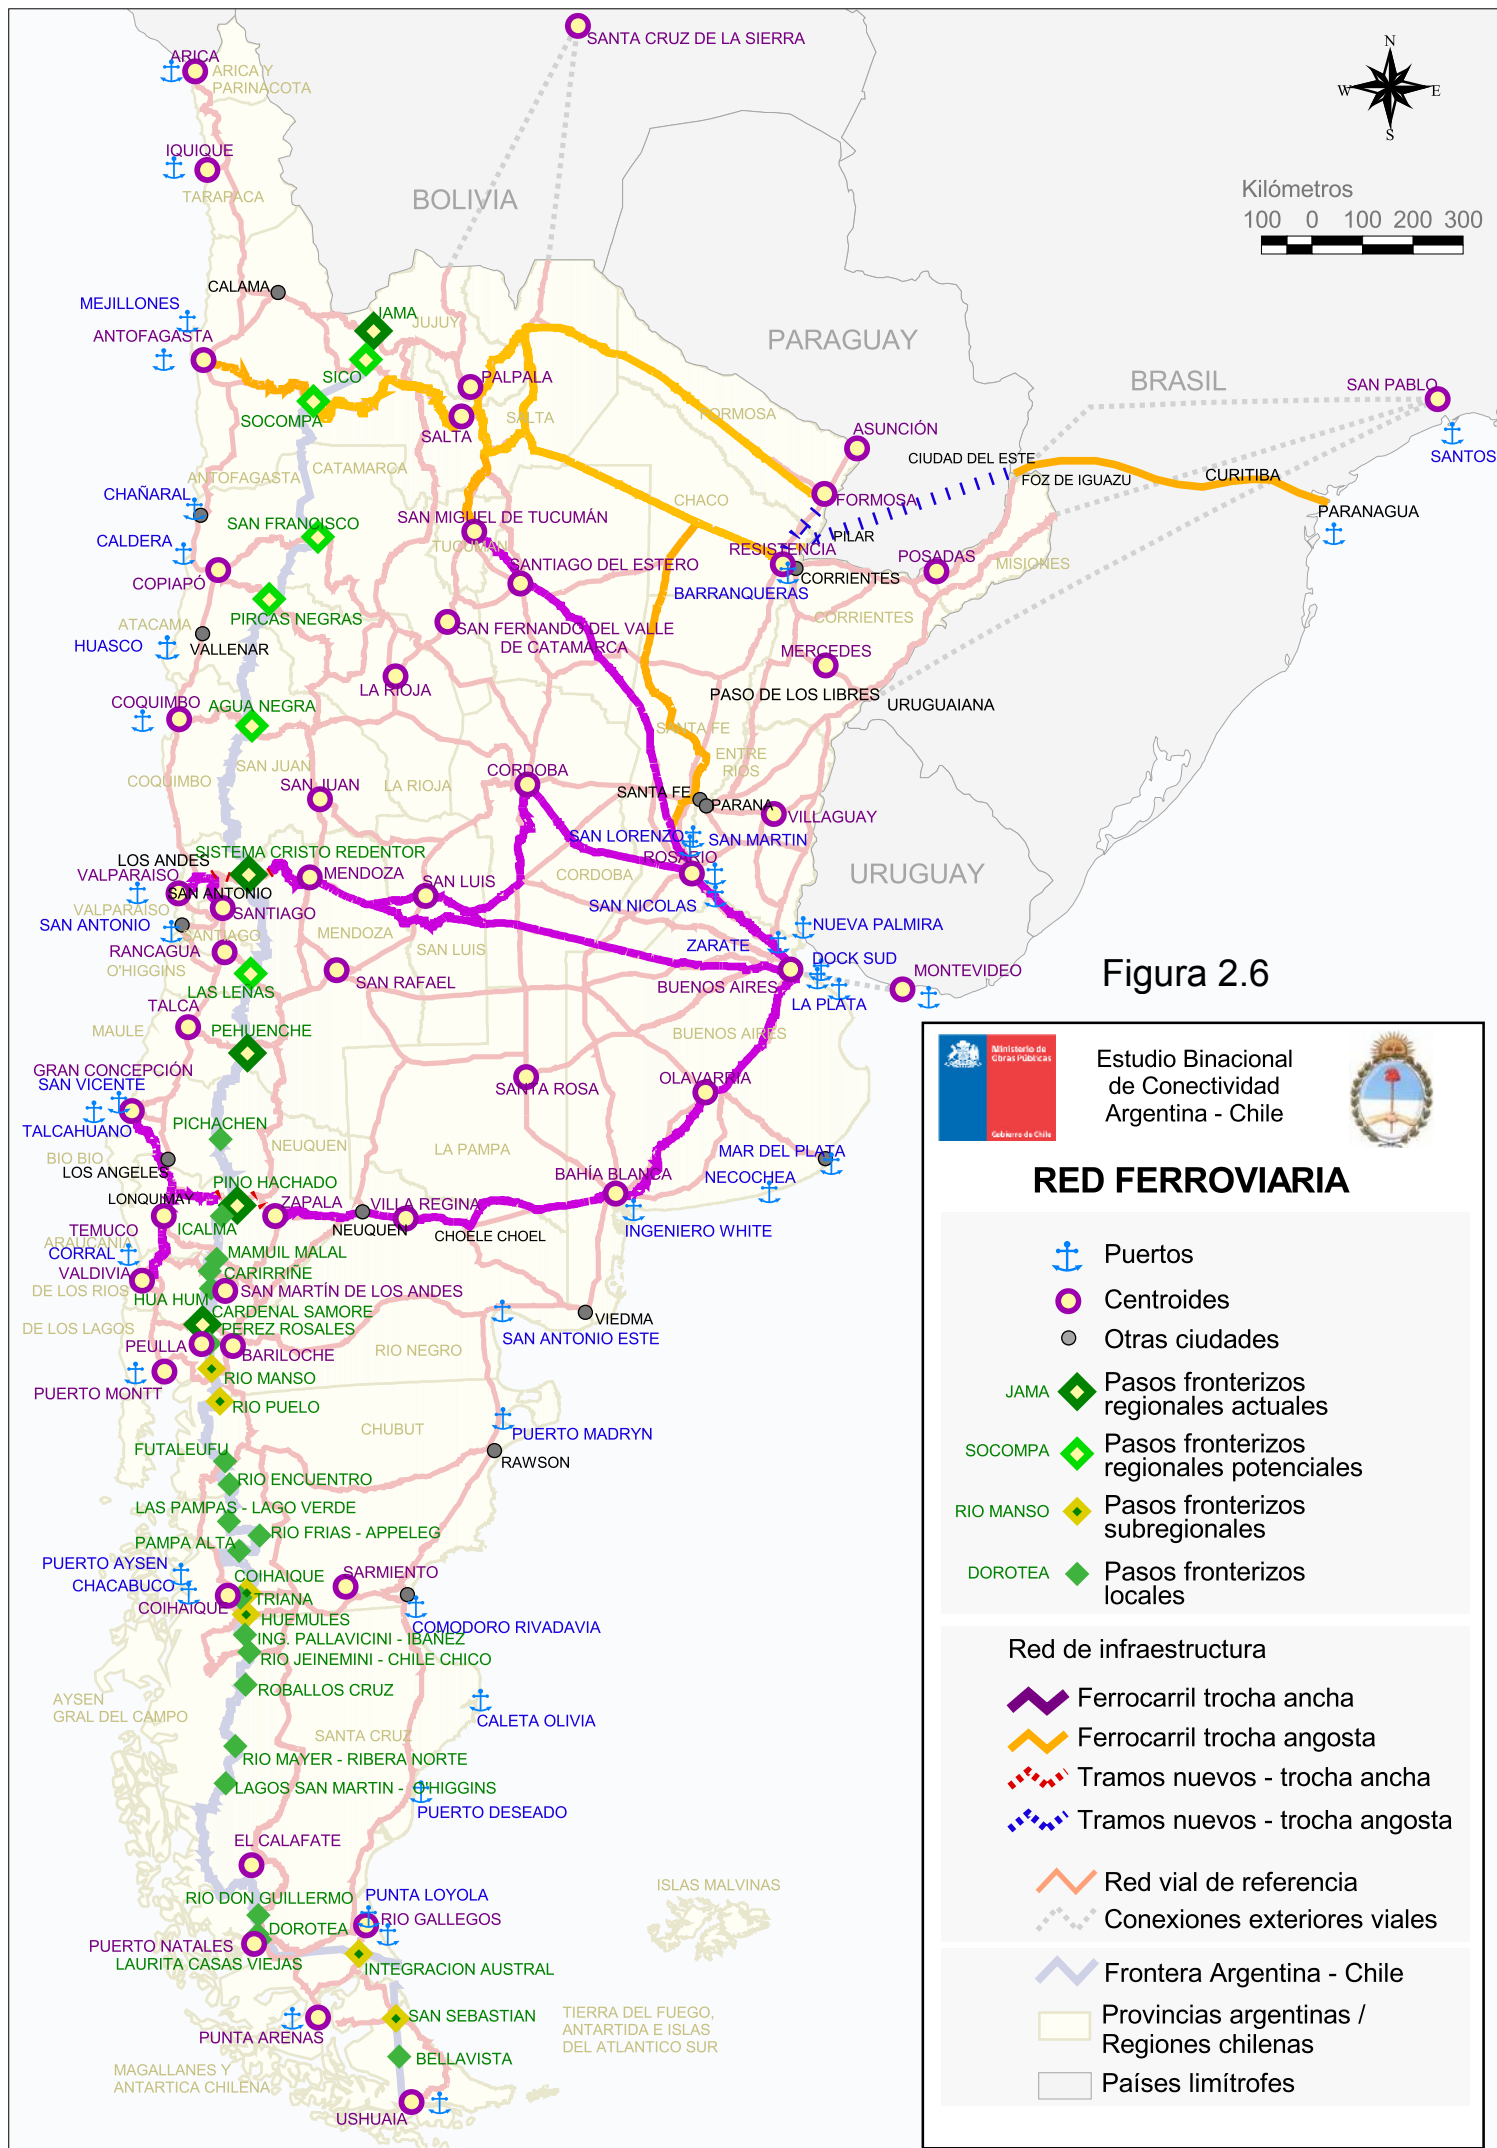 SANTA CRUZ DE LA SIERRA
N
W
E
S
ARICA
ARICA Y
PARINACOTA
IQUIQUE
TARAPACA
BOLIVIA
Kilómetros
100 0 100 200 300
CALAMA
MEJILLONES
JAMA
JUJUY
ANTOFAGASTA
PARAGUAY
SICO
PALPALA
BRASIL
SAN PABLO
SOCOMPA
SALTA
SALTA
FORMOSA
ASUNCIÓN
SANTOS
CIUDAD DEL ESTE
FOZ DE IGUAZU
CURITIBA
ANTOFAGASTA
CATAMARCA
CHACO
FORMOSA
PARANAGUA
CHAÑARAL
SAN FRANCISCO
SAN MIGUEL DE TUCUMÁN
PILAR
CALDERA
TUCUMAN
RESISTENCIA
POSADAS
MISIONES
COPIAPÓ
SANTIAGO DEL ESTERO
CORRIENTES
BARRANQUERAS
PIRCAS NEGRAS
CORRIENTES
ATACAMA
HUASCO
VALLENAR
SAN FERNANDO DEL VALLE
DE CATAMARCA
MERCEDES
LA RIOJA
PASO DE LOS LIBRES
URUGUAIANA
COQUIMBO
AGUA NEGRA
SANTA FE
ENTRE
RIOS
SAN JUAN
COQUIMBO
SAN JUAN
LA RIOJA
CORDOBA
SANTA FE
PARANA
VILLAGUAY
SAN LORENZO
SAN MARTIN
SISTEMA CRISTO REDENTOR
ROSARIO
LOS ANDES
VALPARAISO
MENDOZA
CORDOBA
URUGUAY
SAN ANTONIO
SAN LUIS
VALPARAISO
SANTIAGO
SAN NICOLAS
SAN ANTONIO
SANTIAGO
MENDOZA
NUEVA PALMIRA
RANCAGUA
SAN LUIS
ZARATE
DOCK SUD
O'HIGGINS
SAN RAFAEL
MONTEVIDEO
LAS LEÑAS
BUENOS AIRES
LA PLATA
Figura 2.6
TALCA
MAULE
PEHUENCHE
BUENOS AIRES
GRAN CONCEPCIÓN
SAN VICENTE
SANTA ROSA
OLAVARRIA
TALCAHUANO
PICHACHEN
NEUQUEN
LA PAMPA
MAR DEL PLATA
BIO BIO
LOS ANGELES
BAHÍA BLANCA
NECOCHEA
PINO HACHADO
LONQUIMAY
ZAPALA
VILLA REGINA
TEMUCO
ICALMA
NEUQUEN
CHOELE CHOEL
INGENIERO WHITE
ARAUCANIA
CORRAL
MAMUIL MALAL
VALDIVIA
CARIRRIÑE
DE LOS RIOS
HUA HUM
SAN MARTÍN DE LOS ANDES
CARDENAL SAMORE
DE LOS LAGOS
PEREZ ROSALES
VIEDMA
SAN ANTONIO ESTE
PEULLA
BARILOCHE
RIO NEGRO
RIO MANSO
PUERTO MONTT
RIO PUELO
CHUBUT
PUERTO MADRYN
FUTALEUFU
RAWSON
RIO ENCUENTRO
LAS PAMPAS - LAGO VERDE
RIO FRIAS - APPELEG
PAMPA ALTA
PUERTO AYSEN
COIHAIQUE
SARMIENTO
CHACABUCO
TRIANA
COIHAIQUE
HUEMULES
COMODORO RIVADAVIA
ING. PALLAVICINI - IBAÑEZ
RIO JEINEMINI - CHILE CHICO
ROBALLOS CRUZ
AYSEN
GRAL DEL CAMPO
CALETA OLIVIA
SANTA CRUZ
RIO MAYER - RIBERA NORTE
LAGOS SAN MARTIN - O'HIGGINS
PUERTO DESEADO
EL CALAFATE
ISLAS MALVINAS
RIO DON GUILLERMO
PUNTA LOYOLA
RIO GALLEGOS
DOROTEA
PUERTO NATALES
LAURITA CASAS VIEJAS
INTEGRACION AUSTRAL
SAN SEBASTIAN
TIERRA DEL FUEGO,
ANTARTIDA E ISLAS
DEL ATLANTICO SUR
PUNTA ARENAS
BELLAVISTA
MAGALLANES Y
ANTARTICA CHILENA
USHUAIA
Ministerio de
Obras Públicas
Gobierno de Chile
Estudio Binacional
de Conectividad
Argentina - Chile
RED FERROVIARIA
Puertos
Centroides
Otras ciudades
JAMA
Pasos fronterizos
regionales actuales
SOCOMPA
Pasos fronterizos
regionales potenciales
RIO MANSO
Pasos fronterizos
subregionales
DOROTEA
Pasos fronterizos
locales
Red de infraestructura
Ferrocarril trocha ancha
Ferrocarril trocha angosta
Tramos nuevos - trocha ancha
Tramos nuevos - trocha angosta
Red vial de referencia
Conexiones exteriores viales
Frontera Argentina - Chile
Provincias argentinas /
Regiones chilenas
Países limítrofes